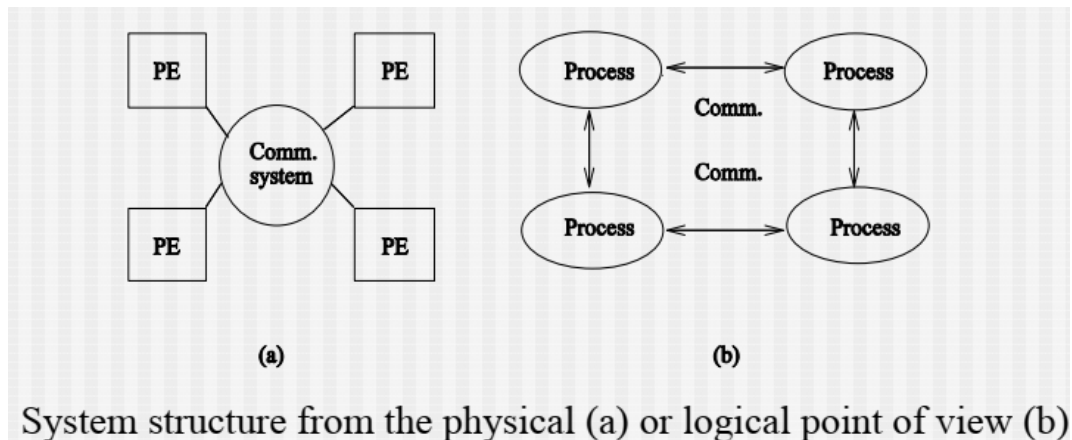 PE
PE
Comm.
system
PE
PE
(a)
Process
Process
Comm.
Comm.
Process
Process
(b)
System structure from the physical (a) or logical point of view (b)